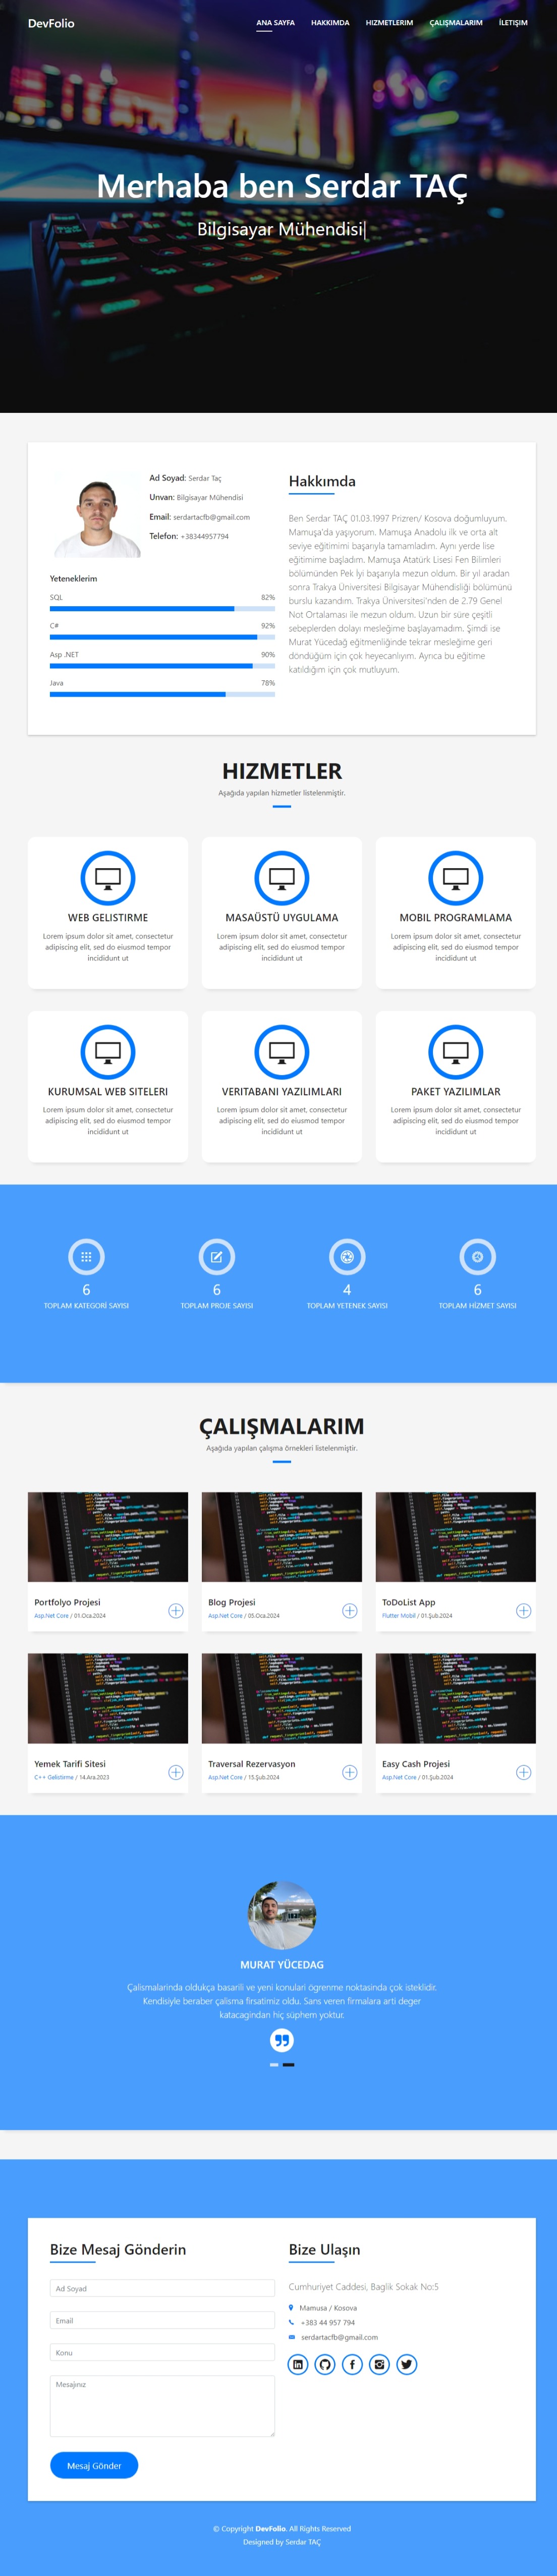 DevFolio
ANA SAYFA
HAKKIMDA
HIZMETLERIM
ÇALIŞMALARIM
İLETIŞIM
Merhaba ben Serdar TAÇ
Bilgisayar Mühendisi
Ad Soyad: Serdar Taç
Unvan: Bilgisayar Mühendisi
Email: serdartacfb@gmail.com
Telefon: +38344957794
Yeteneklerim
SQL 82%
C# 92%
Asp .NET 90%
Java 78%
Hakkımda
Ben Serdar TAÇ 01.03.1997 Prizren/ Kosova doğumluyum.
Mamuşa'da yaşıyorum. Mamuşa Anadolu ilk ve orta alt
seviye eğitimimi başarıyla tamamladım. Aynı yerde lise
eğitimime başladım. Mamuşa Atatürk Lisesi Fen Bilimleri
bölümünden Pek İyi başarıyla mezun oldum. Bir yıl aradan
sonra Trakya Üniversitesi Bilgisayar Mühendisliği bölümünü
burslu kazandım. Trakya Üniversitesi'nden de 2.79 Genel
Not Ortalaması ile mezun oldum. Uzun bir süre çeşitli
sebeplerden dolayı mesleğime başlayamadım. Şimdi ise
Murat Yücedağ eğitmenliğinde tekrar mesleğime geri
döndüğüm için çok heyecanlıyım. Ayrıca bu eğitime
katıldığım için çok mutluyum.
HIZMETLER
Aşağıda yapılan hizmetler listelenmiştir.
WEB GELISTIRME
Lorem ipsum dolor sit amet, consectetur
adipiscing elit, sed do eiusmod tempor
incididunt ut
MASAÜSTÜ UYGULAMA
Lorem ipsum dolor sit amet, consectetur
adipiscing elit, sed do eiusmod tempor
incididunt ut
MOBIL PROGRAMLAMA
Lorem ipsum dolor sit amet, consectetur
adipiscing elit, sed do eiusmod tempor
incididunt ut
KURUMSAL WEB SITELERI
Lorem ipsum dolor sit amet, consectetur
adipiscing elit, sed do eiusmod tempor
incididunt ut
VERITABANI YAZILIMLARI
Lorem ipsum dolor sit amet, consectetur
adipiscing elit, sed do eiusmod tempor
incididunt ut
PAKET YAZILIMLAR
Lorem ipsum dolor sit amet, consectetur
adipiscing elit, sed do eiusmod tempor
incididunt ut
6
TOPLAM KATEGORİ SAYISI
6
TOPLAM PROJE SAYISI
4
TOPLAM YETENEK SAYISI
6
TOPLAM HİZMET SAYISI
ÇALIŞMALARIM
Aşağıda yapılan çalışma örnekleri listelenmiştir.
Portfolyo Projesi
Asp.Net Core / 01.Oca.2024
Blog Projesi
Asp.Net Core / 05.Oca.2024
ToDoList App
Flutter Mobil / 01.Şub.2024
Yemek Tarifi Sitesi
C++ Gelistirme / 14.Ara.2023
Traversal Rezervasyon
Asp.Net Core / 15.Şub.2024
Easy Cash Projesi
Asp.Net Core / 01.Şub.2024
MURAT YÜCEDAG
Çalismalarinda oldukça basarili ve yeni konulari ögrenme noktasinda çok isteklidir.
Kendisiyle beraber çalisma firsatimiz oldu. Sans veren firmalara arti deger
katacagindan hiç süphem yoktur.
Bize Mesaj Gönderin
Ad Soyad
Email
Konu
Mesajınız
Mesaj Gönder
Bize Ulaşın
Cumhuriyet Caddesi, Baglik Sokak No:5
Mamusa / Kosova
+383 44 957 794
serdartacfb@gmail.com
© Copyright DevFolio. All Rights Reserved
Designed by Serdar TAÇ